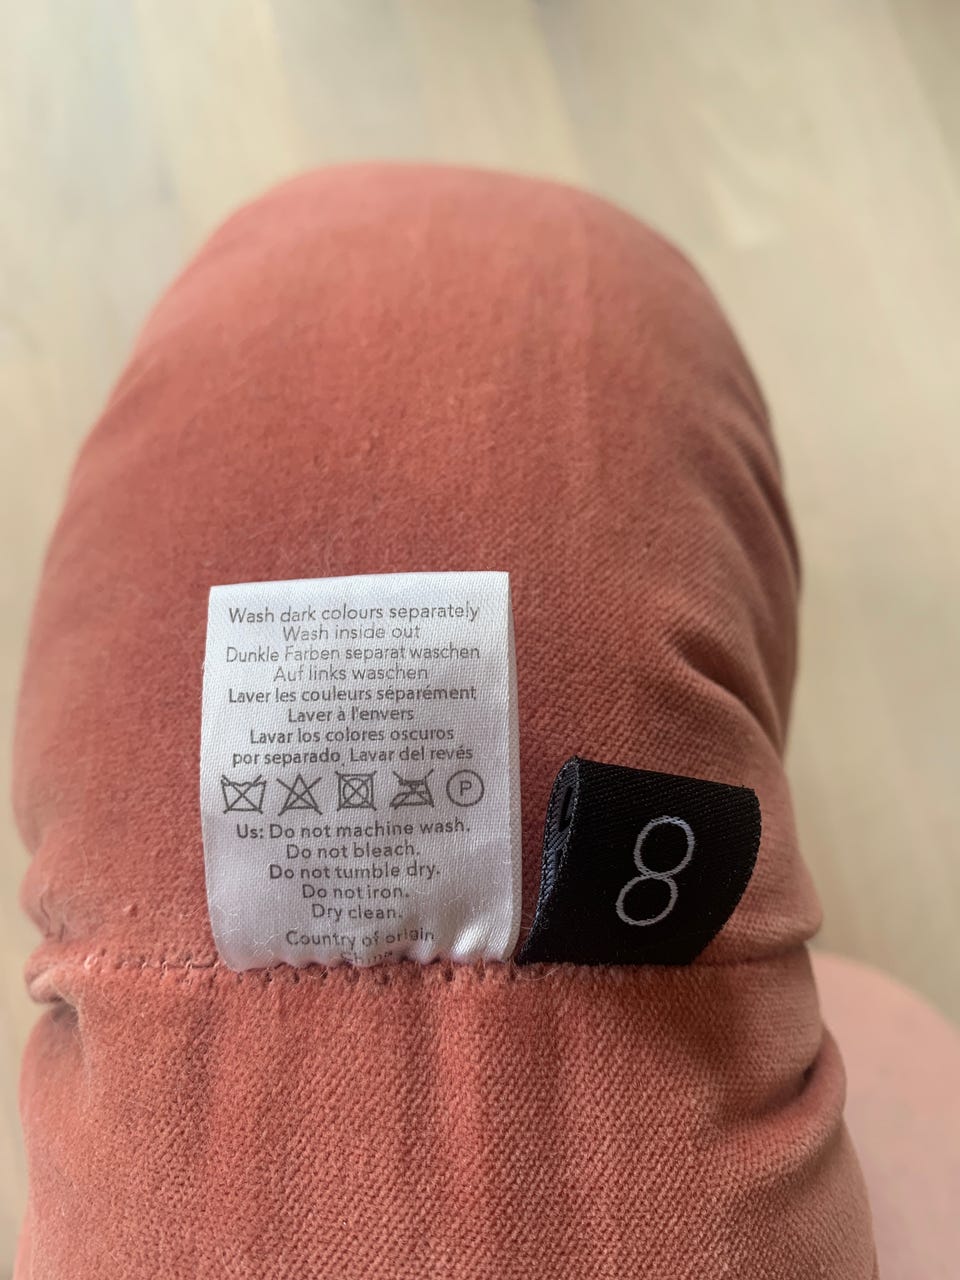 Wash dark colours separately
Wash inside out
Dunkle Farben separat waschen
Auf links waschen
Laver les couleurs séparément
Laver à l'envers
Lavar los colores oscuros
por separado. Lavar del revés
P
Us: Do not machine wash.
Do not bleach.
Do not tumble dry.
Do not iron.
Dry clean.
Country of origin
China
8